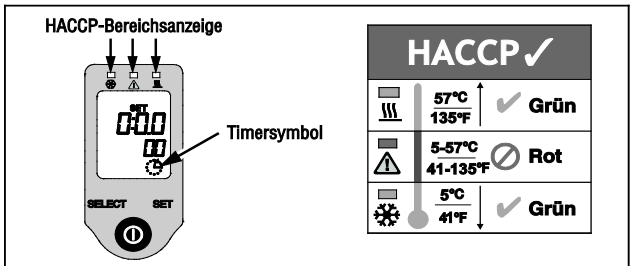 HACCP-Bereichsanzeige
SET
0:0.0
00
Timersymbol
SELECT SET
HACCP✓
57°C
135°F
Grün
5-57°C
41-135°F
Rot
5°C
41°F
Grün